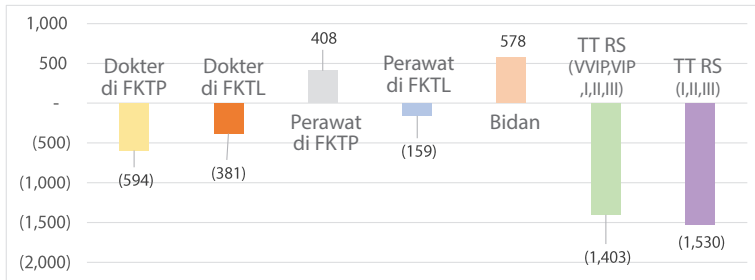 1,000
500
-
(500)
(1,000)
(1,500)
(2,000)
Dokter
di FKTP
(594)
Dokter
di FKTL
(381)
408
Perawat
di FKTP
Perawat
di FKTL
(159)
578
Bidan
TT RS
(VVIP,VIP
,I,II,III)
(1,403)
TT RS
(I,II,III)
(1,530)